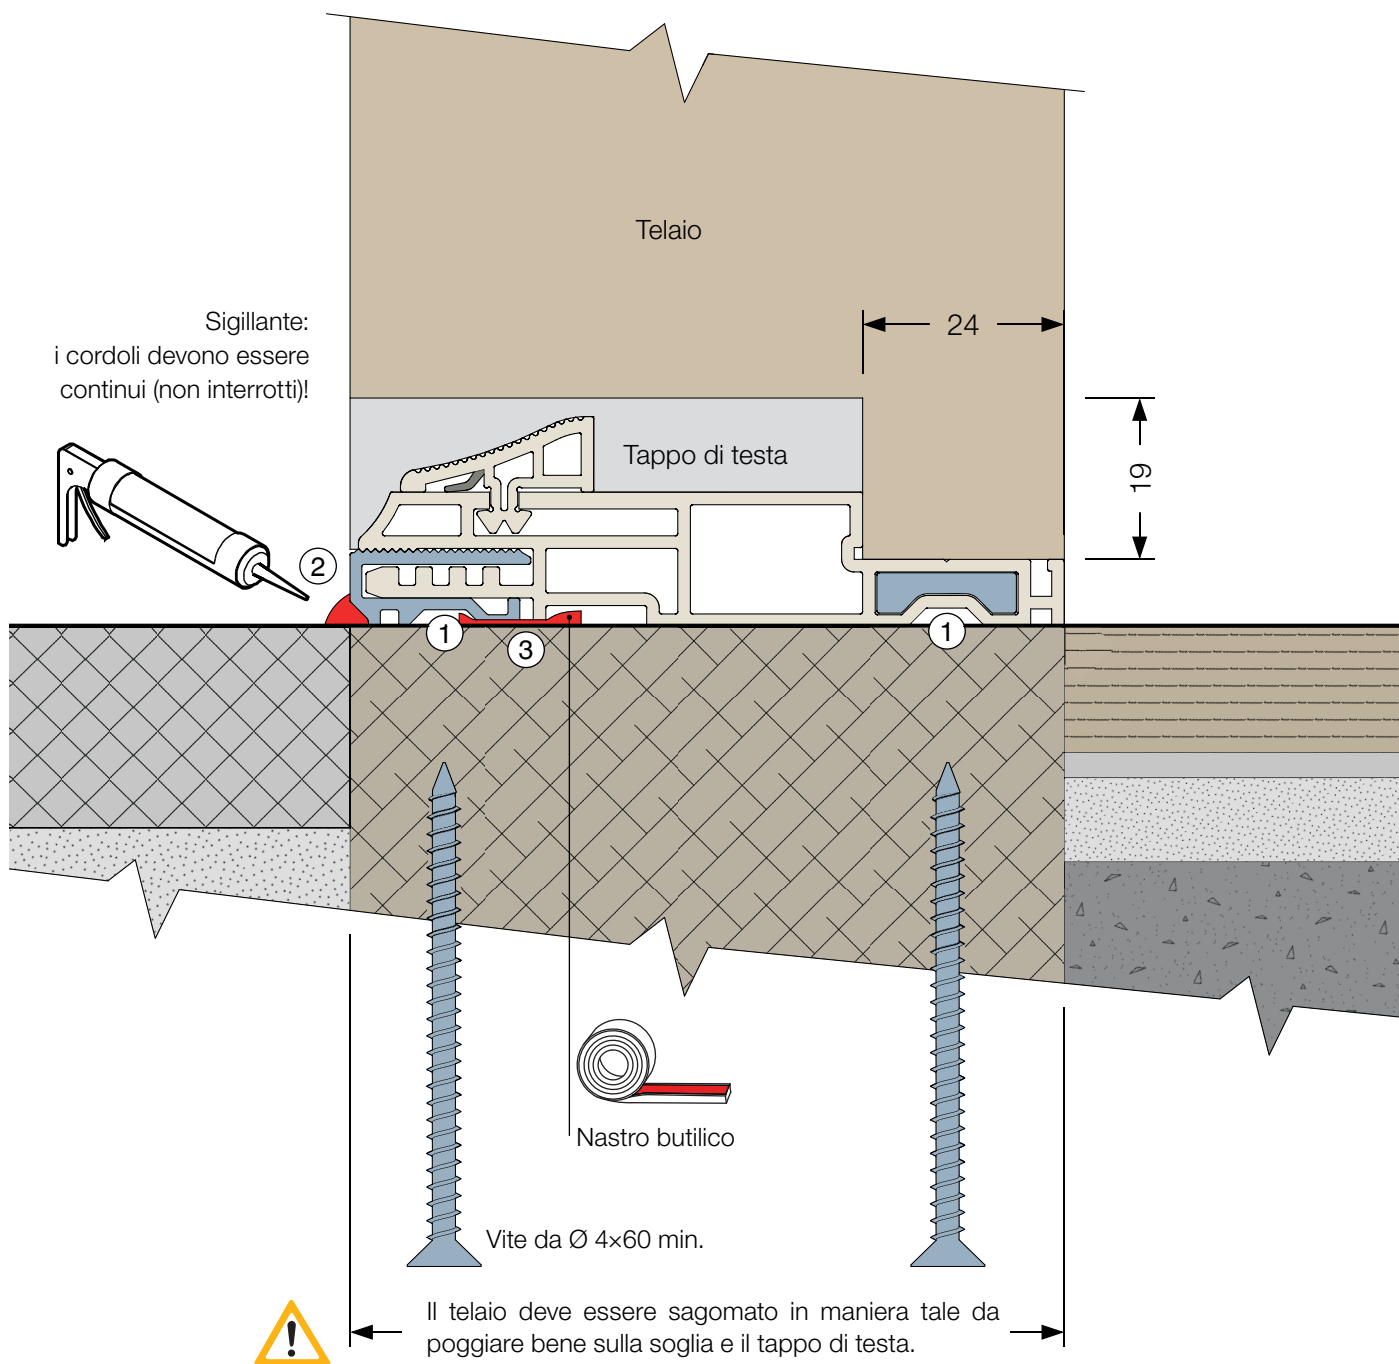 Telaio
Sigillante:
i cordoli devono essere
continui (non interrotti)!
24
19
Tappo di testa
2
1
3
1
Nastro butilico
Vite da Ø 4×60 min.
Il telaio deve essere sagomato in maniera tale da
poggiare bene sulla soglia e il tappo di testa.